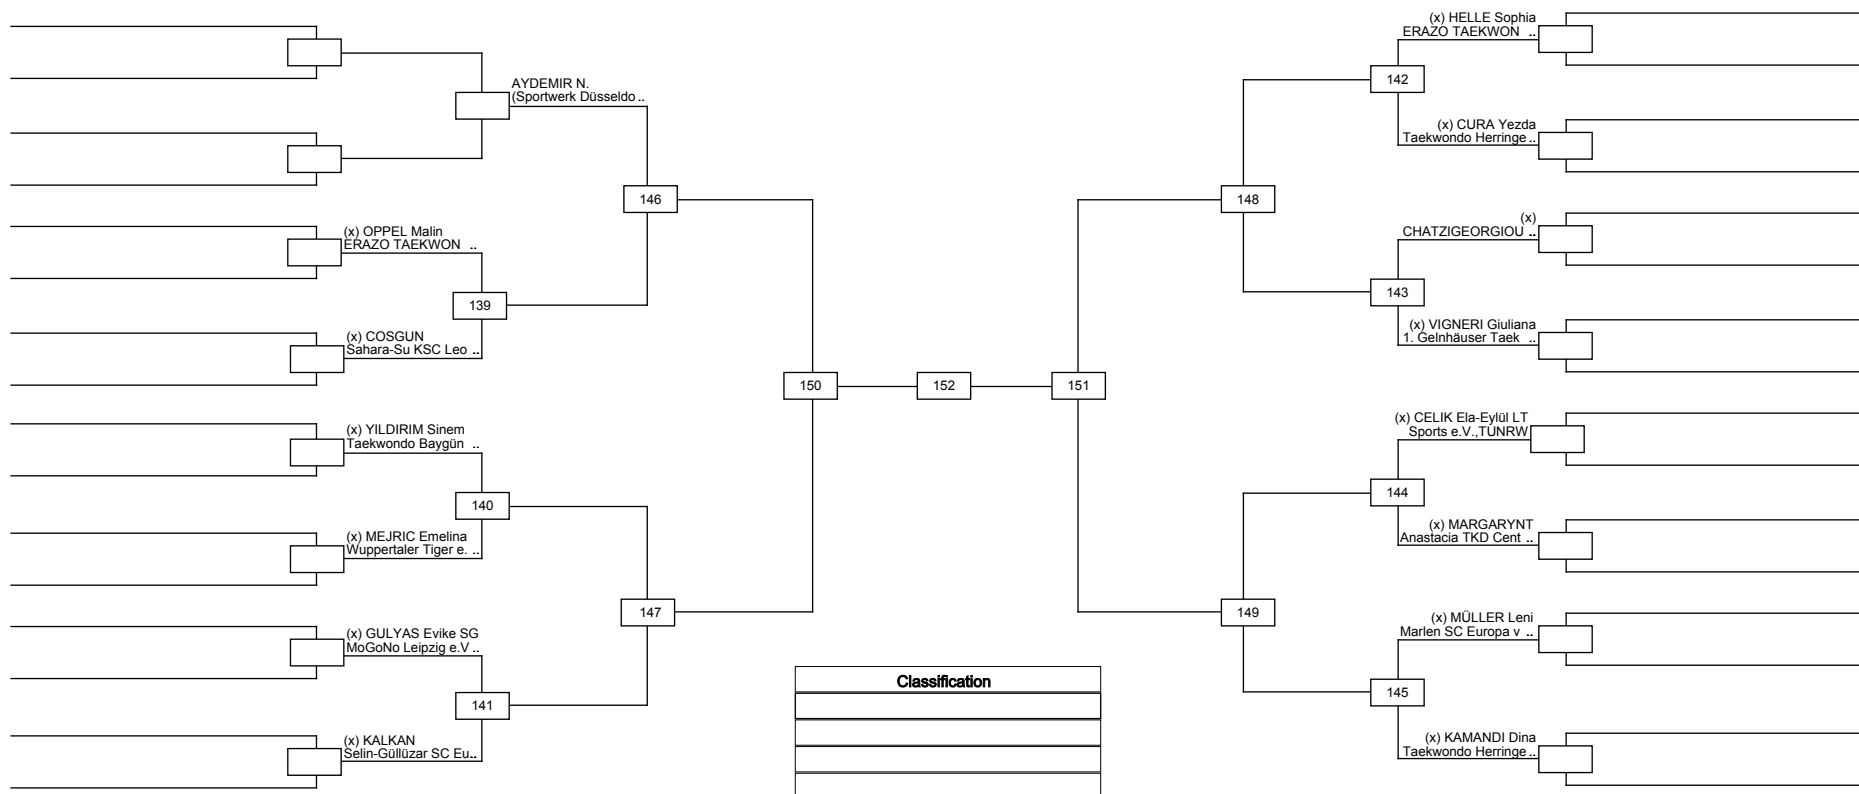 AYDEMIR N.
(Sportwerk Düsseldo ..
146
(x) OPPEL Malin
ERAZO TAEKWON ..
139
(x) COSGUN
Sahara-Su KSC Leo ..
150
(x) YILDIRIM Sinem
Taekwondo Baygün ..
140
(x) MEJRIC Emelina
Wuppertaler Tiger e. ..
147
(x) GULYAS Evike SG
MoGoNo Leipzig e.V ..
141
(x) KALKAN
Selin-Güllüzar SC Eu..
152
Classification
151
(x) HELLE Sophia
ERAZO TAEKWON ..
142
(x) CURA Yezda
Taekwondo Herringe ..
148
(x)
CHATZIGEORGIOU ..
143
(x) VIGNERI Giuliana
1. Gelnhäuser Taek ..
(x) CELIK Ela-Eylül LT
Sports e.V.,TUNRW
144
(x) MARGARYNT
Anastacia TKD Cent ..
149
(x) MÜLLER Leni
Marlen SC Europa v ..
145
(x) KAMANDI Dina
Taekwondo Herringe ..